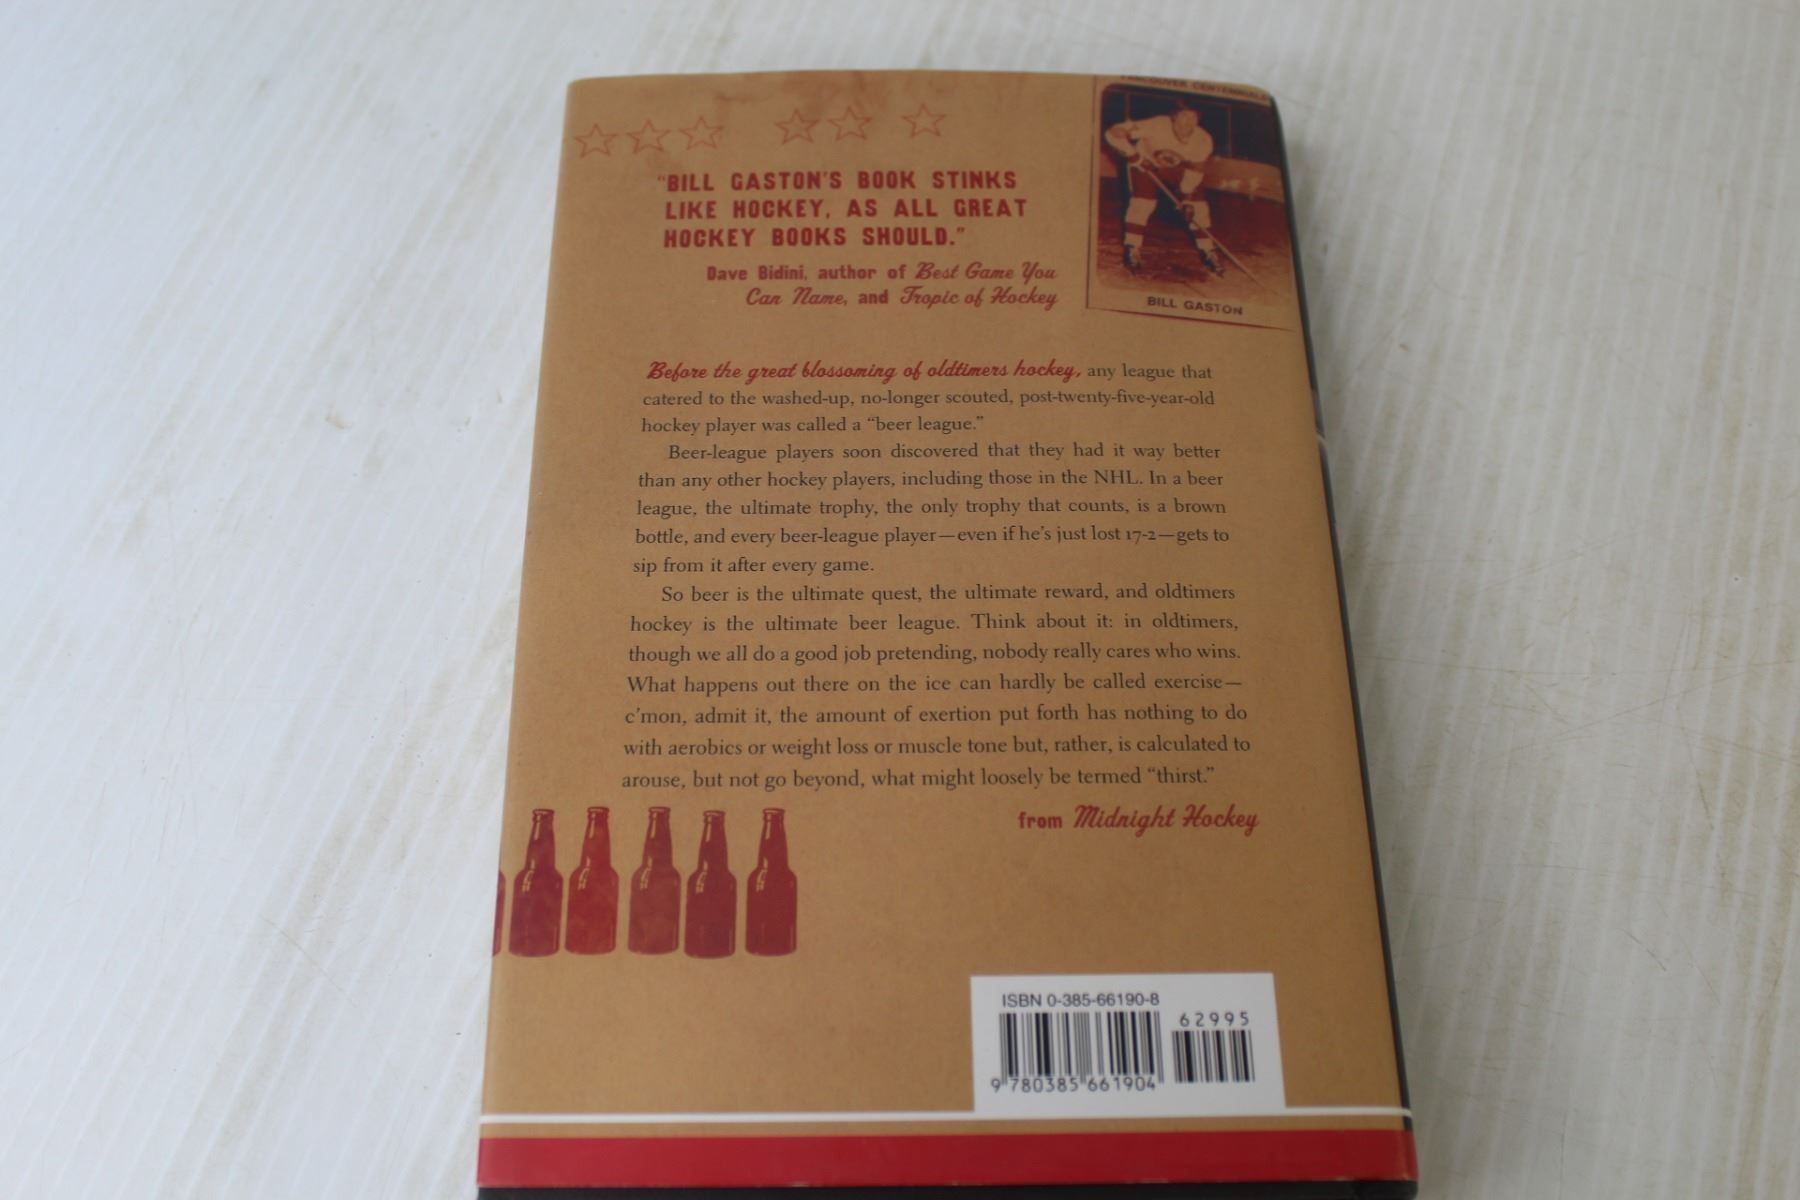 VANCOUVER CENTENNIALS
"BILL GASTON'S BOOK STINKS
LIKE HOCKEY, AS ALL GREAT
HOCKEY BOOKS SHOULD."
Dave Bidini, author of Best Game You
Can Name, and Tropic of Hockey
BILL GASTON
Before the great blossoming of oldtimers hockey, any league that
catered to the washed-up, no-longer scouted, post-twenty-five-year-old
hockey player was called a “beer league.”
Beer-league players soon discovered that they had it way better
than any other hockey players, including those in the NHL. In a beer
league, the ultimate trophy, the only trophy that counts, is a brown
bottle, and every beer-league player—even if he’s just lost 17-2—gets to
sip from it after every game.
So beer is the ultimate quest, the ultimate reward, and oldtimers
hockey is the ultimate beer league. Think about it: in oldtimers,
though we all do a good job pretending, nobody really cares who wins.
What happens out there on the ice can hardly be called exercise—
c’mon, admit it, the amount of exertion put forth has nothing to do
with aerobics or weight loss or muscle tone but, rather, is calculated to
arouse, but not go beyond, what might loosely be termed “thirst.”
from Midnight Hockey
ISBN 0-385-66190-8
62995
9 780385 661904